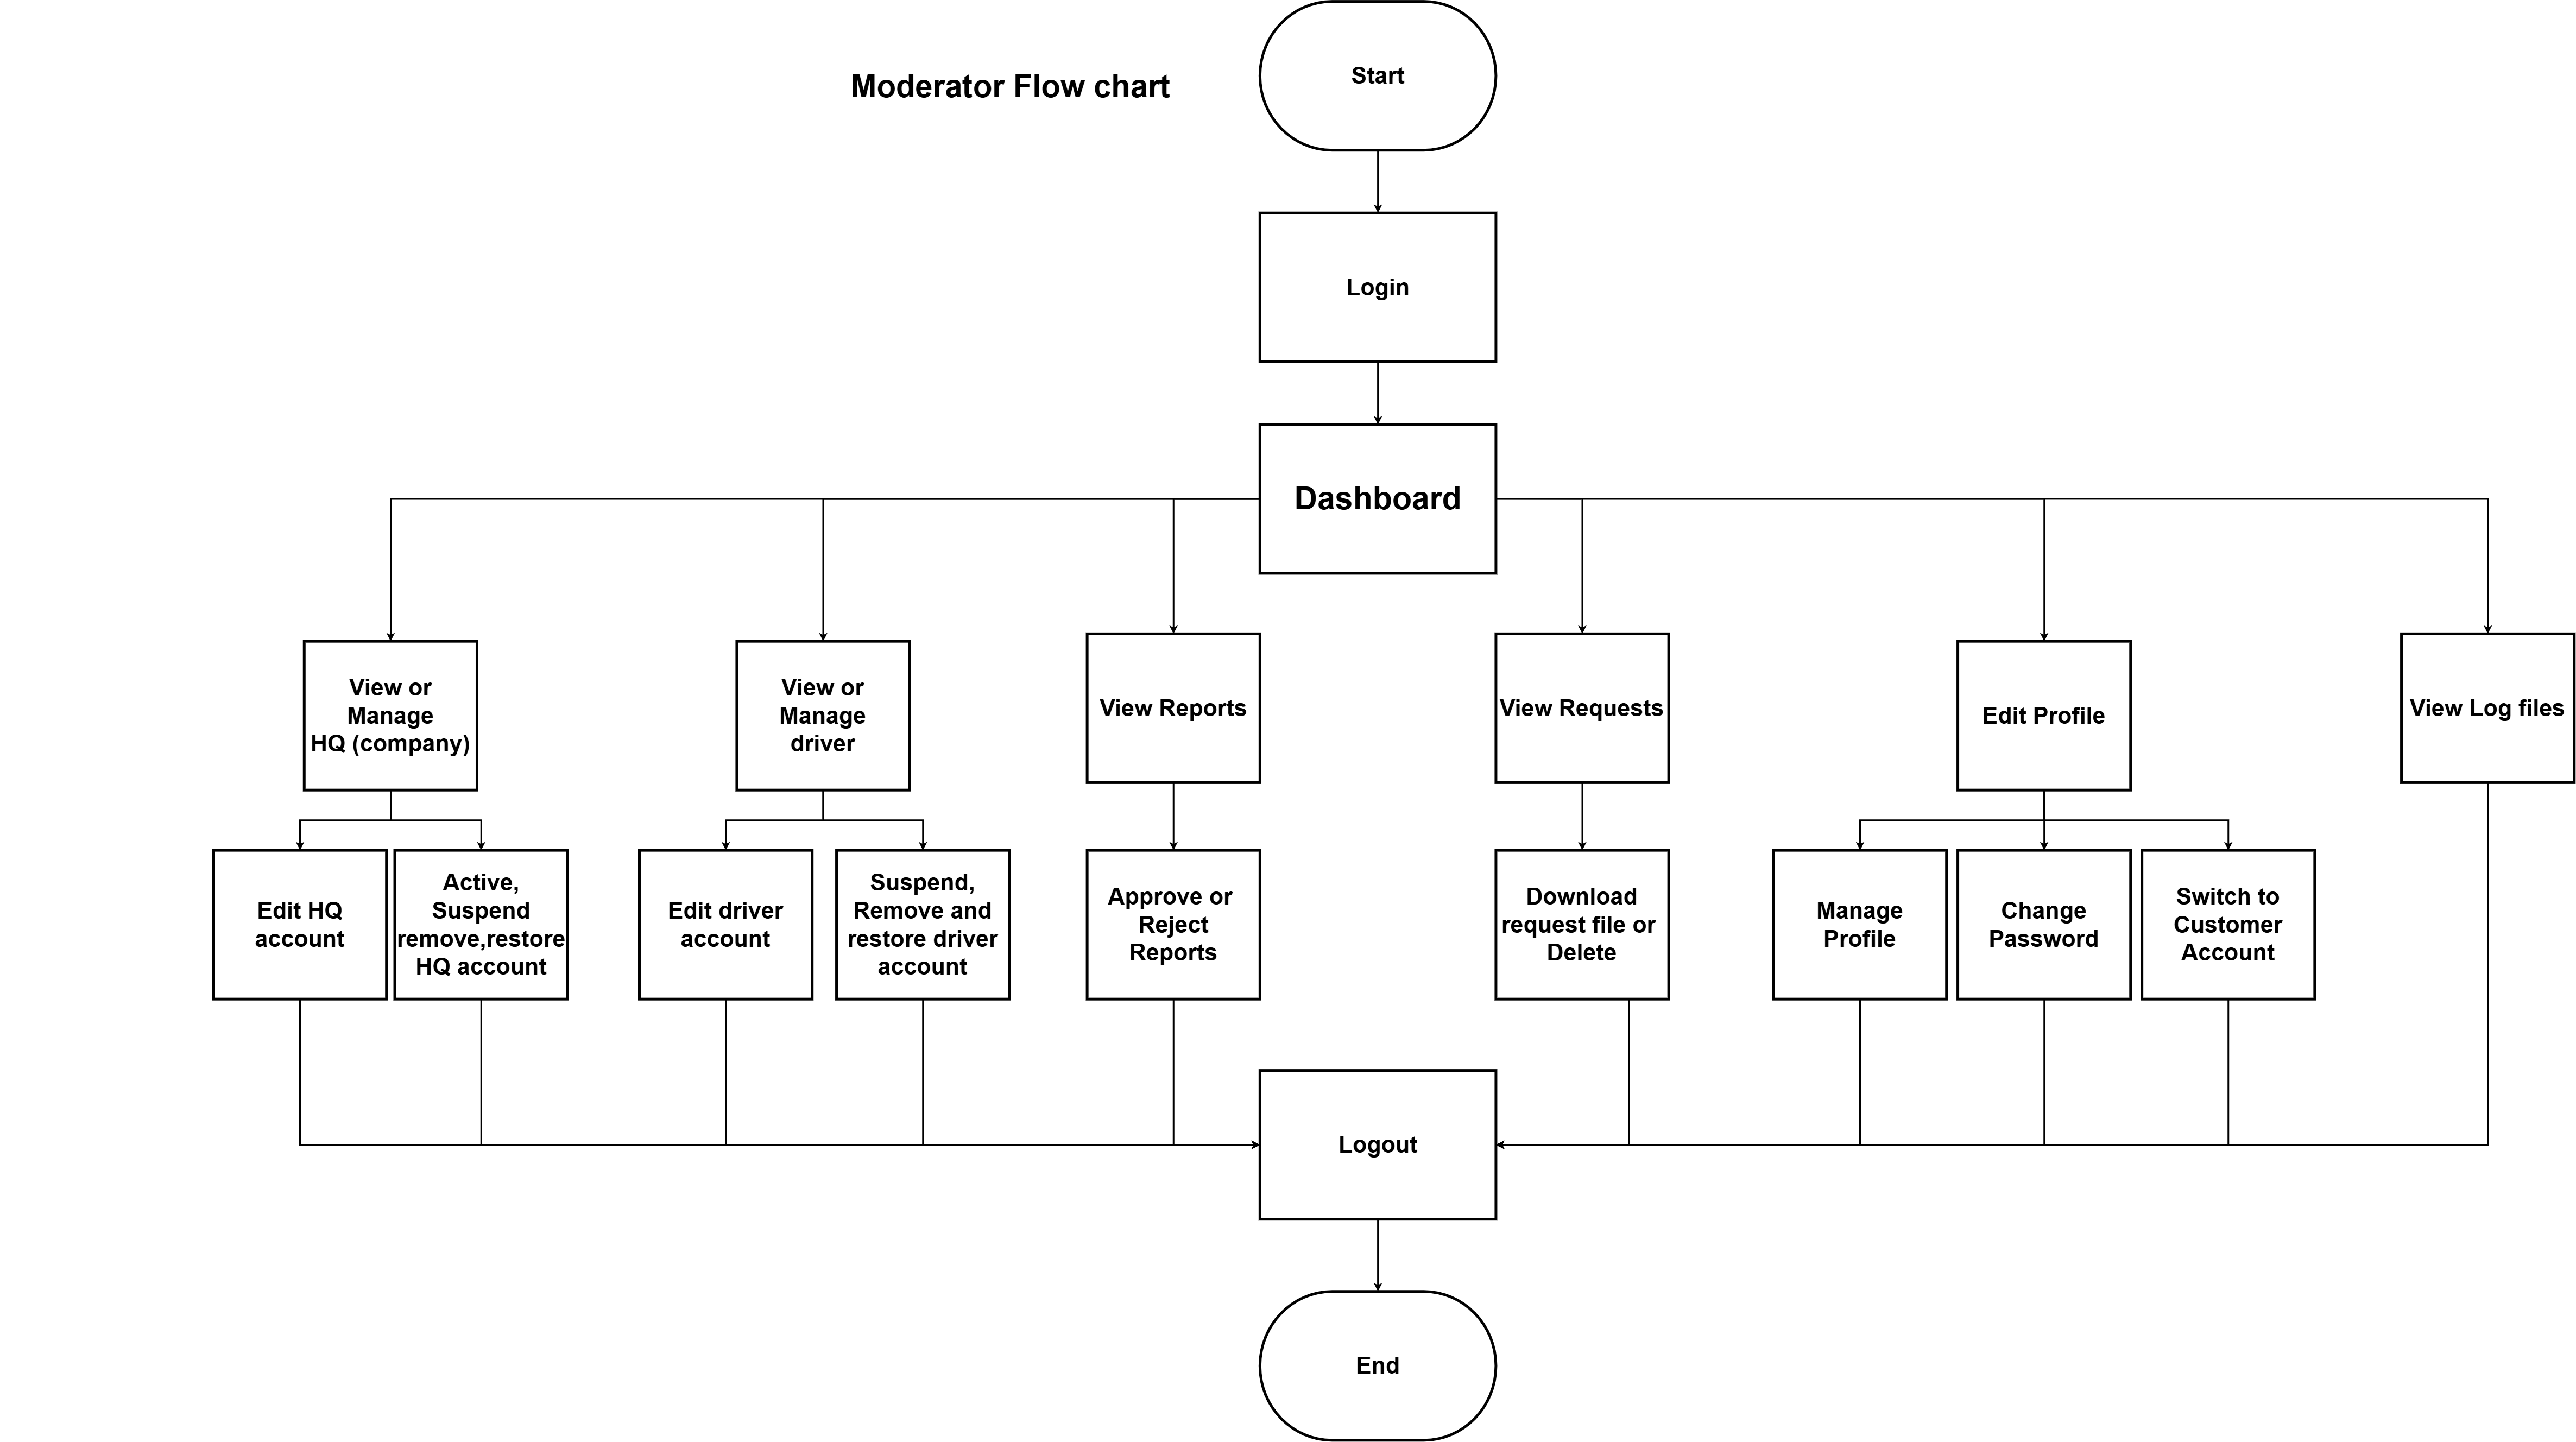 Start
Moderator Flow chart
Login
Dashboard
View or
Manage
HQ (company)
View or
Manage
driver
View Reports
View Requests
Edit Profile
View Log files
Edit HQ
account
Active,
Suspend
remove,restore
HQ account
Edit driver
account
Suspend,
Remove and
restore driver
account
Approve or
Reject
Reports
Download
request file or
Delete
Manage
Profile
Change
Password
Switch to
Customer
Account
Logout
End